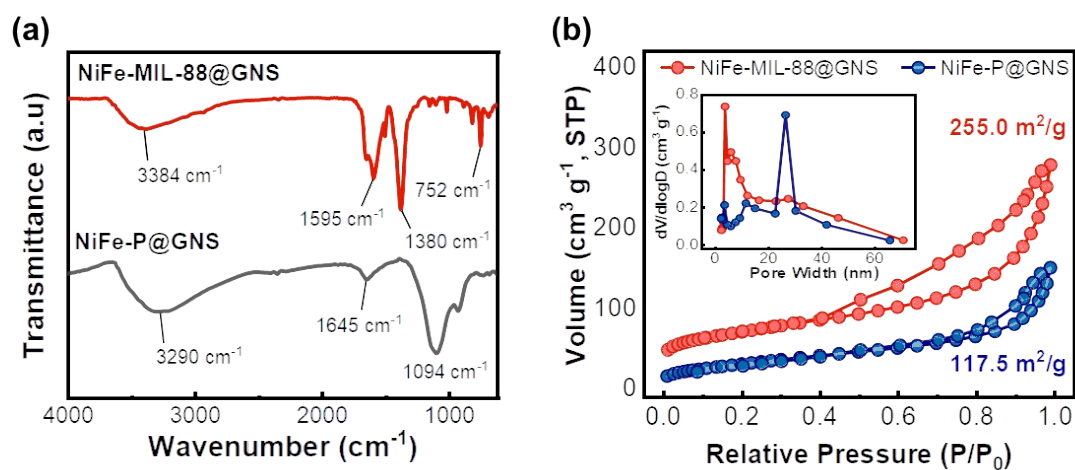 (a)
NiFe-MIL-88@GNS
3384 cm⁻¹
1595 cm⁻¹
1380 cm⁻¹
752 cm⁻¹
NiFe-P@GNS
3290 cm⁻¹
1645 cm⁻¹
1094 cm⁻¹
Transmittance (a.u
4000 3000 2000 1000
Wavenumber (cm⁻¹)
(b)
NiFe-MIL-88@GNS NiFe-P@GNS
255.0 m²/g
117.5 m²/g
Volume (cm³ g⁻¹, STP)
400
300
200
100
0
0.0 0.2 0.4 0.6 0.8 1.0
Relative Pressure (P/P₀)
dV/dlogD (cm³ g⁻¹)
0.8
0.6
0.4
0.2
0.0
0 20 40 60
Pore Width (nm)